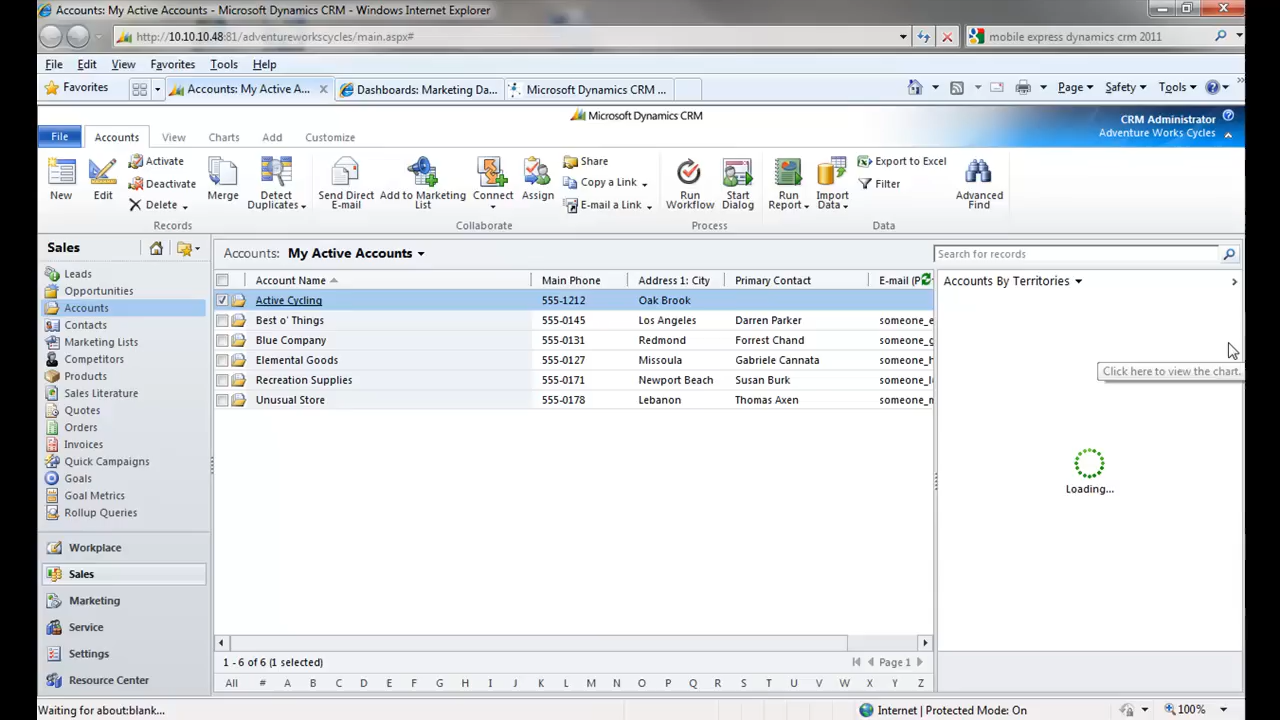 Accounts: My Active Accounts - Microsoft Dynamics CRM - Windows Internet Explorer
http://10.10.10.48:81/adventureworkscycles/main.aspx#
mobile express dynamics crm 2011
File Edit View Favorites Tools Help
Favorites
Accounts: My Active A...
Dashboards: Marketing Da...
Microsoft Dynamics CRM ...
Page Safety Tools
Microsoft Dynamics CRM
CRM Administrator
Adventure Works Cycles
File Accounts View Charts Add Customize
New
Edit
Activate
Deactivate
Delete
Merge
Detect Duplicates
Records
Send Direct E-mail
Add to Marketing List
Connect
Assign
Share
Copy a Link
E-mail a Link
Collaborate
Run Workflow
Start Dialog
Process
Run Report
Import Data
Export to Excel
Filter
Advanced Find
Data
Sales
Leads
Opportunities
Accounts
Contacts
Marketing Lists
Competitors
Products
Sales Literature
Quotes
Orders
Invoices
Quick Campaigns
Goals
Goal Metrics
Rollup Queries
Workplace
Sales
Marketing
Service
Settings
Resource Center
Accounts: My Active Accounts
Search for records
Account Name Main Phone Address 1: City Primary Contact E-mail (P
Active Cycling 555-1212 Oak Brook
Best o' Things 555-0145 Los Angeles Darren Parker someone_e
Blue Company 555-0131 Redmond Forrest Chand someone_g
Elemental Goods 555-0127 Missoula Gabriele Cannata someone_h
Recreation Supplies 555-0171 Newport Beach Susan Burk someone_l
Unusual Store 555-0178 Lebanon Thomas Axen someone_n
Accounts By Territories
Click here to view the chart.
Loading...
1 - 6 of 6 (1 selected)
Page 1
All # A B C D E F G H I J K L M N O P Q R S T U V W X Y Z
Waiting for about:blank...
Internet | Protected Mode: On
100%